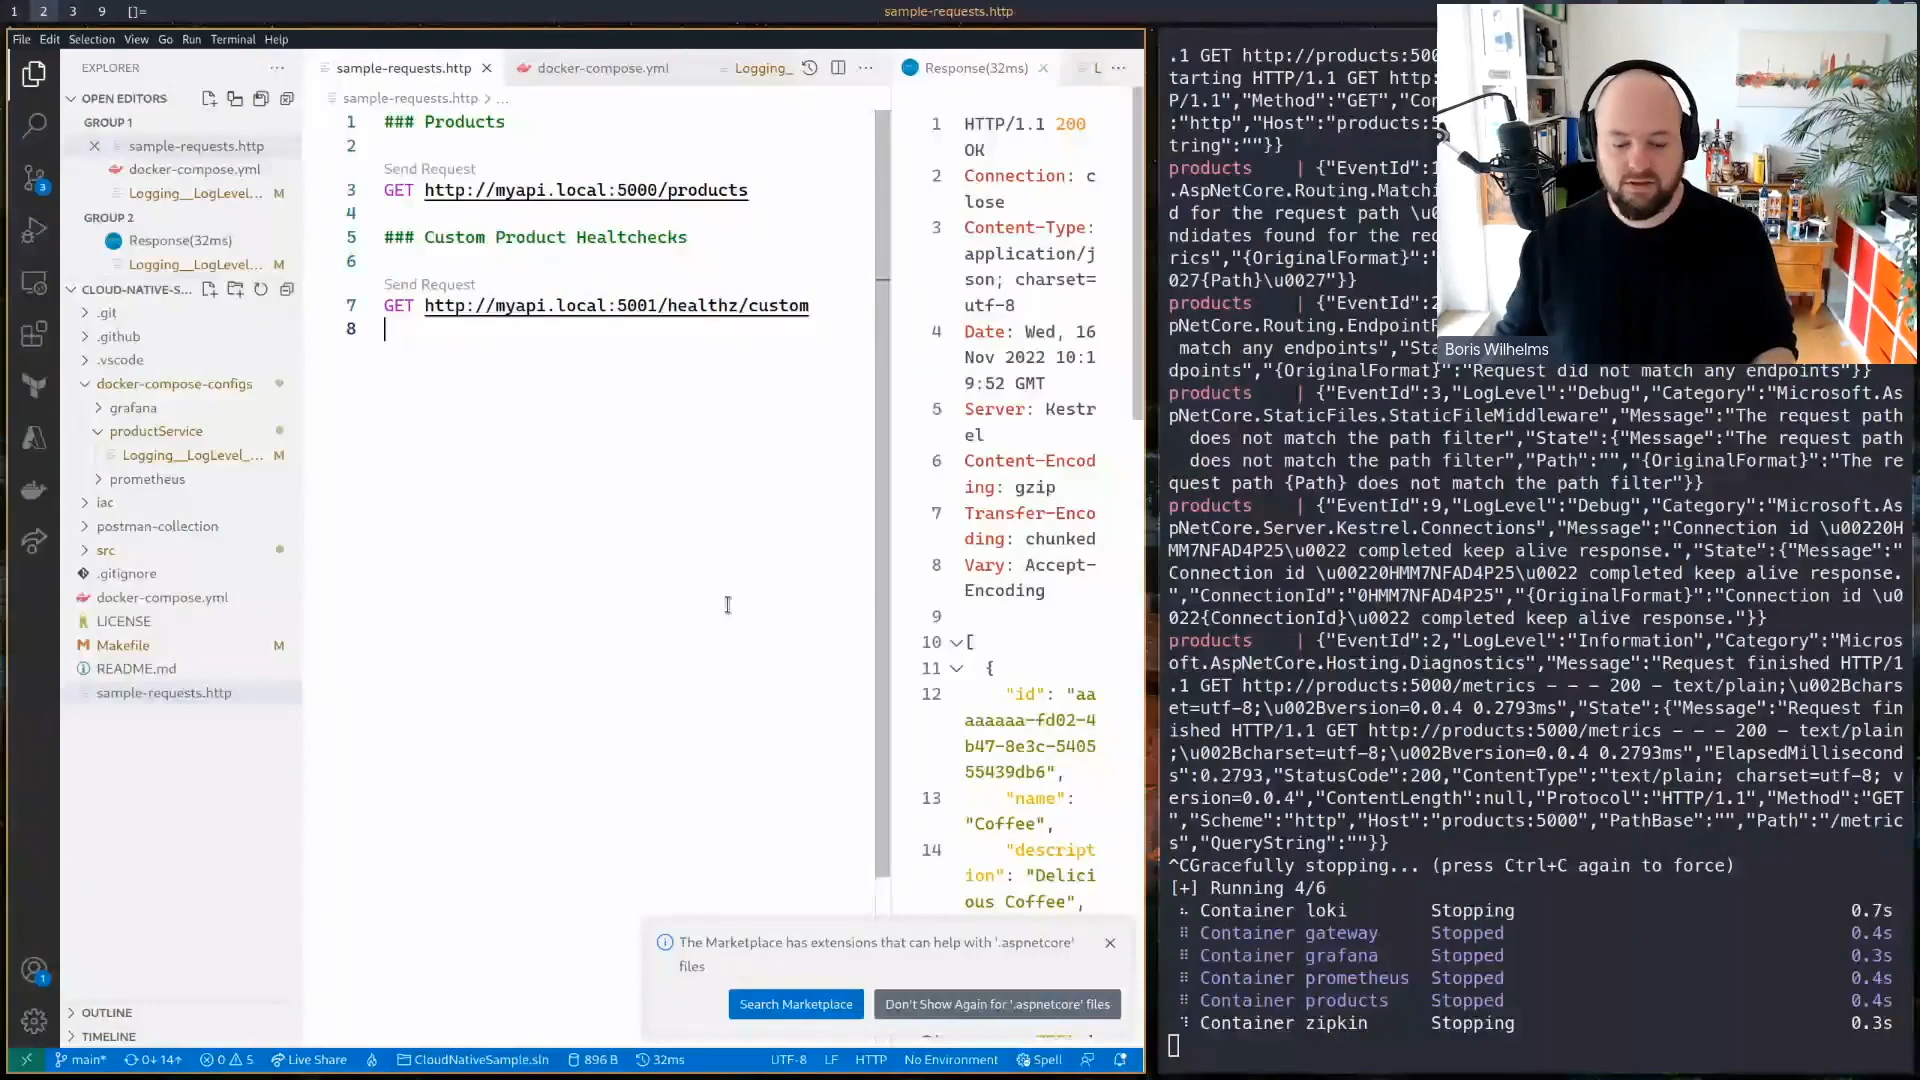 1 2 3 9 []=
sample-requests.http
File Edit Selection View Go Run Terminal Help
EXPLORER
OPEN EDITORS
GROUP 1
sample-requests.http
docker-compose.yml
Logging__LogLevel... M
GROUP 2
Response(32ms)
Logging__LogLevel... M
CLOUD-NATIVE-S...
.git
.github
.vscode
docker-compose-configs
grafana
productService
Logging__LogLevel_... M
prometheus
iac
postman-collection
src
.gitignore
docker-compose.yml
LICENSE
Makefile M
README.md
sample-requests.http
OUTLINE
TIMELINE
3
1
sample-requests.http docker-compose.yml Logging_
sample-requests.http > ...
1 ### Products
2
Send Request
3 GET http://myapi.local:5000/products
4
5 ### Custom Product Healtchecks
6
Send Request
7 GET http://myapi.local:5001/healthz/custom
8
Response(32ms) L
1 HTTP/1.1 200
OK
2 Connection: c
lose
3 Content-Type:
application/j
son; charset=
utf-8
4 Date: Wed, 16
Nov 2022 10:1
9:52 GMT
5 Server: Kestr
el
6 Content-Encod
ing: gzip
7 Transfer-Enco
ding: chunked
8 Vary: Accept-
Encoding
9
10 [
11 {
12 "id": "aa
aaaaaa-fd02-4
b47-8e3c-5405
55439db6",
13 "name":
"Coffee",
14 "descript
ion": "Delici
ous Coffee",
The Marketplace has extensions that can help with '.aspnetcore'
files
Search Marketplace Don't Show Again for '.aspnetcore' files
main* 0↓ 14↑ 0 5 Live Share CloudNativeSample.sln 896 B 32ms UTF-8 LF HTTP No Environment Spell
.1 GET http://products:500
tarting HTTP/1.1 GET http:
P/1.1","Method":"GET","Con
:"http","Host":"products:5
tring":""}}
products | {"EventId":1
.AspNetCore.Routing.Matchi
d for the request path \u0
ndidates found for the req
rics","{OriginalFormat}":"
027{Path}\u0027"}}
products | {"EventId":2
pNetCore.Routing.EndpointR
match any endpoints","Sta
dpoints","{OriginalFormat}":"Request did not match any endpoints"}}
products | {"EventId":3,"LogLevel":"Debug","Category":"Microsoft.As
pNetCore.StaticFiles.StaticFileMiddleware","Message":"The request path
does not match the path filter","State":{"Message":"The request path
does not match the path filter","Path":"","{OriginalFormat}":"The re
quest path {Path} does not match the path filter"}}
products | {"EventId":9,"LogLevel":"Debug","Category":"Microsoft.As
pNetCore.Server.Kestrel.Connections","Message":"Connection id \u00220H
MM7NFAD4P25\u0022 completed keep alive response.","State":{"Message":"
Connection id \u00220HMM7NFAD4P25\u0022 completed keep alive response.
","ConnectionId":"0HMM7NFAD4P25","{OriginalFormat}":"Connection id \u0
022{ConnectionId}\u0022 completed keep alive response."}}
products | {"EventId":2,"LogLevel":"Information","Category":"Micros
oft.AspNetCore.Hosting.Diagnostics","Message":"Request finished HTTP/1
.1 GET http://products:5000/metrics - - - 200 - text/plain;\u002Bchars
et=utf-8;\u002Bversion=0.0.4 0.2793ms","State":{"Message":"Request fin
ished HTTP/1.1 GET http://products:5000/metrics - - - 200 - text/plain
;\u002Bcharset=utf-8;\u002Bversion=0.0.4 0.2793ms","ElapsedMillisecond
s":0.2793,"StatusCode":200,"ContentType":"text/plain; charset=utf-8; v
ersion=0.0.4","ContentLength":null,"Protocol":"HTTP/1.1","Method":"GET
","Scheme":"http","Host":"products:5000","PathBase":"","Path":"/metric
s","QueryString":""}}
^CGracefully stopping... (press Ctrl+C again to force)
[+] Running 4/6
Container loki Stopping 0.7s
Container gateway Stopped 0.4s
Container grafana Stopped 0.3s
Container prometheus Stopped 0.4s
Container products Stopped 0.4s
Container zipkin Stopping 0.3s
Boris Wilhelms